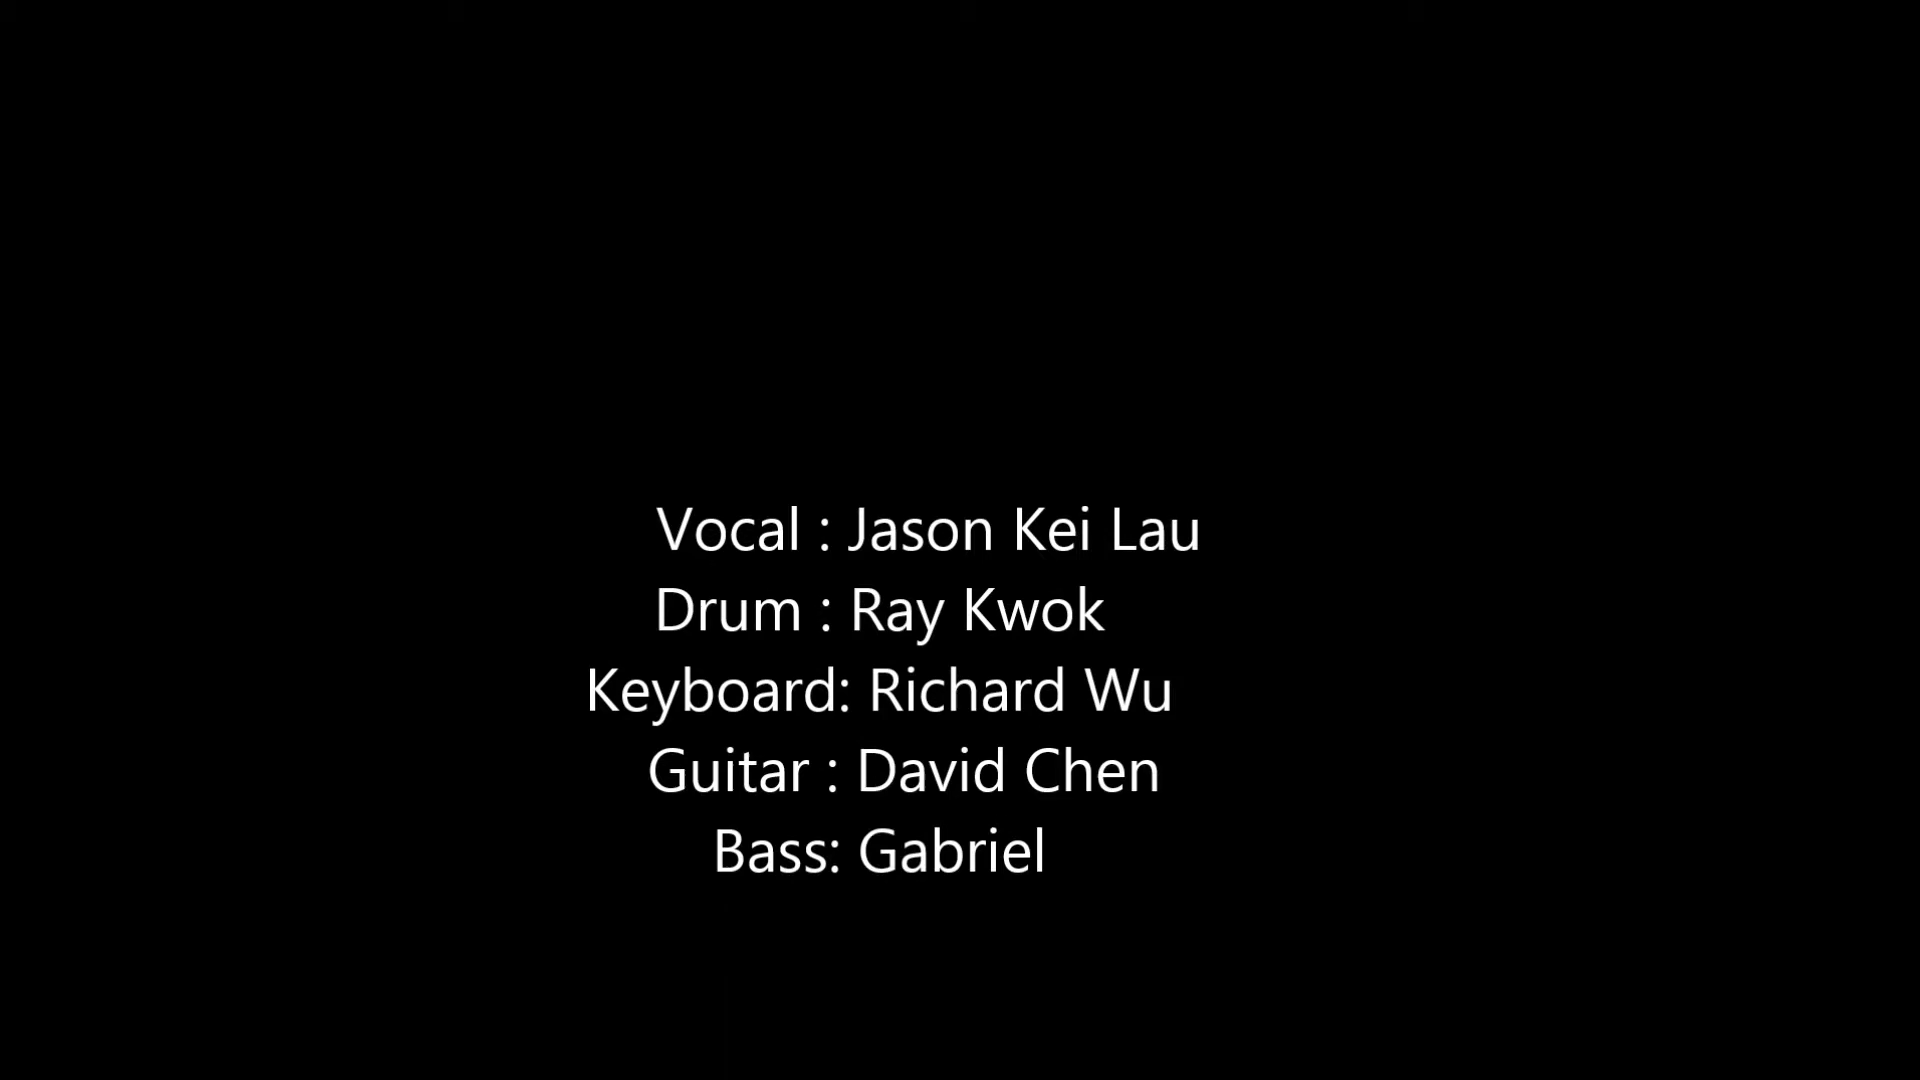 Vocal : Jason Kei Lau
Drum : Ray Kwok
Keyboard: Richard Wu
Guitar : David Chen
Bass: Gabriel